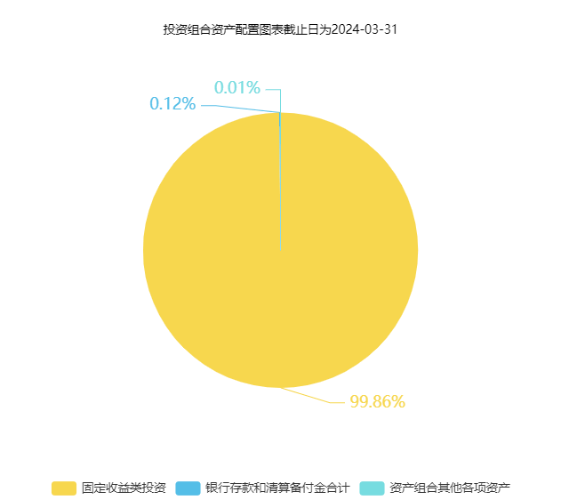 投资组合资产配置图表截止日为2024-03-31
0.01%
0.12%
99.86%
固定收益类投资 银行存款和清算备付金合计 资产组合其他各项资产